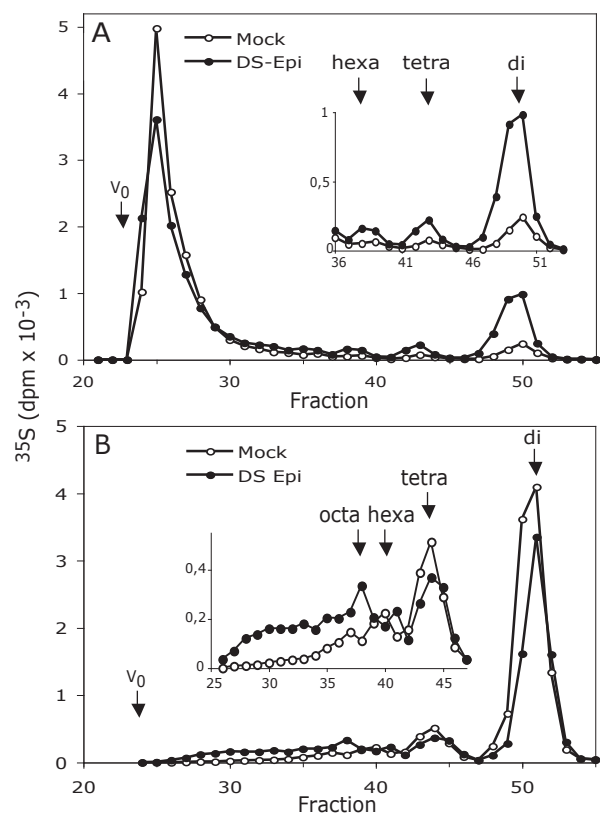 A
Mock
DS-Epi
hexa tetra di
V0
5
4
3
2
1
0
1
0,5
0
36 41 46 51
20 30 40 50
Fraction
35S (dpm x 10-3)
B
Mock
DS Epi
di
tetra
octa hexa
V0
5
4
3
2
1
0
0,4
0,2
0
25 30 35 40 45
20 30 40 50
Fraction